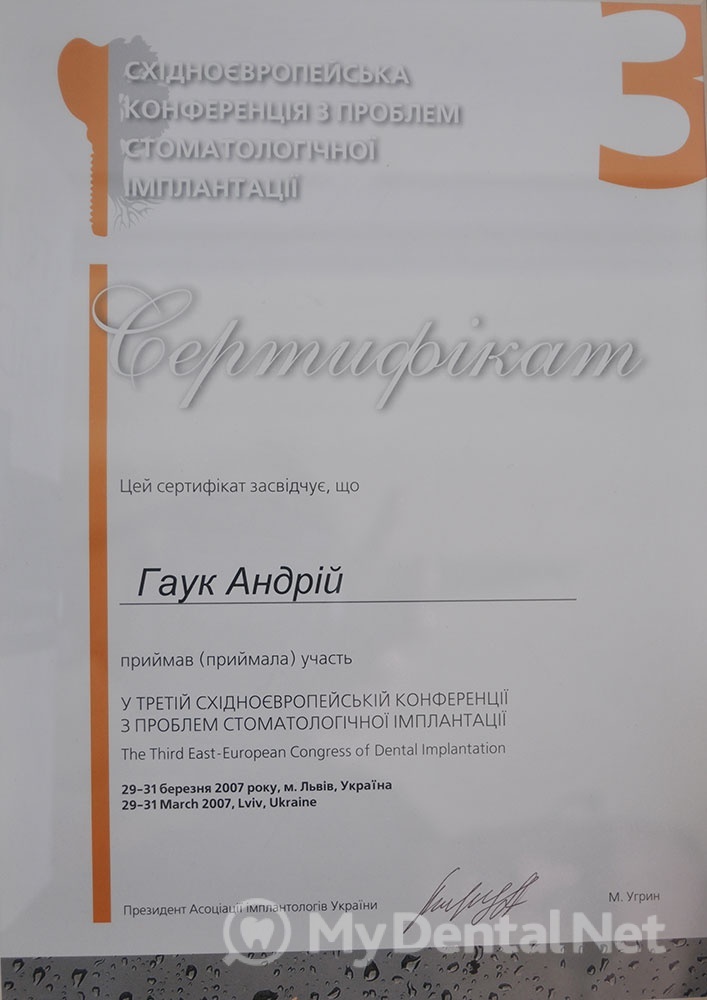 3
СХІДНОЄВРОПЕЙСЬКА
КОНФЕРЕНЦІЯ З ПРОБЛЕМ
СТОМАТОЛОГІЧНОЇ
ІМПЛАНТАЦІЇ
Сертифікат
Цей сертифікат засвідчує, що
Гаук Андрій
приймав (приймала) участь
У ТРЕТІЙ СХІДНОЄВРОПЕЙСЬКІЙ КОНФЕРЕНЦІЇ
З ПРОБЛЕМ СТОМАТОЛОГІЧНОЇ ІМПЛАНТАЦІЇ
The Third East-European Congress of Dental Implantation
29–31 березня 2007 року, м. Львів, Україна
29–31 March 2007, Lviv, Ukraine
Президент Асоціації імплантологів України
М. Угрин
MyDentalNet